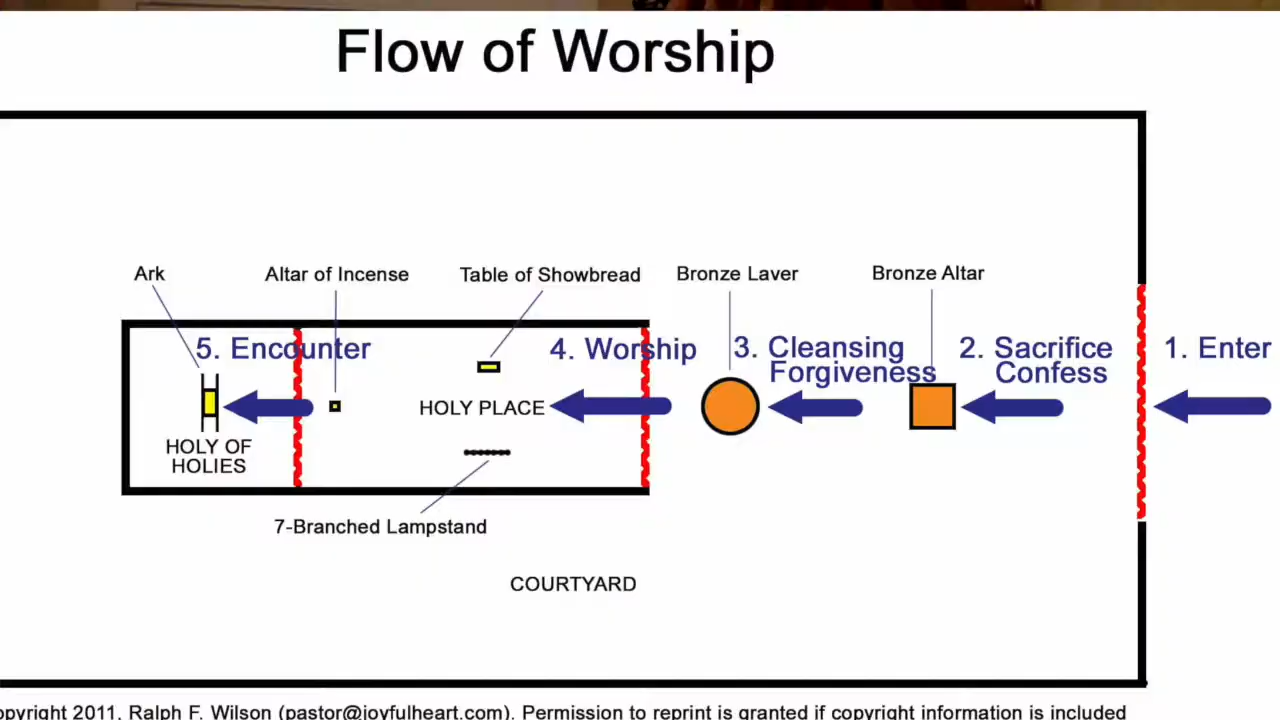 Flow of Worship
Ark
Altar of Incense
Table of Showbread
Bronze Laver
Bronze Altar
5. Encounter
4. Worship
3. Cleansing
Forgiveness
2. Sacrifice
Confess
1. Enter
HOLY PLACE
HOLY OF
HOLIES
7-Branched Lampstand
COURTYARD
opyright 2011, Ralph F. Wilson (pastor@joyfulheart.com). Permission to reprint is granted if copyright information is included